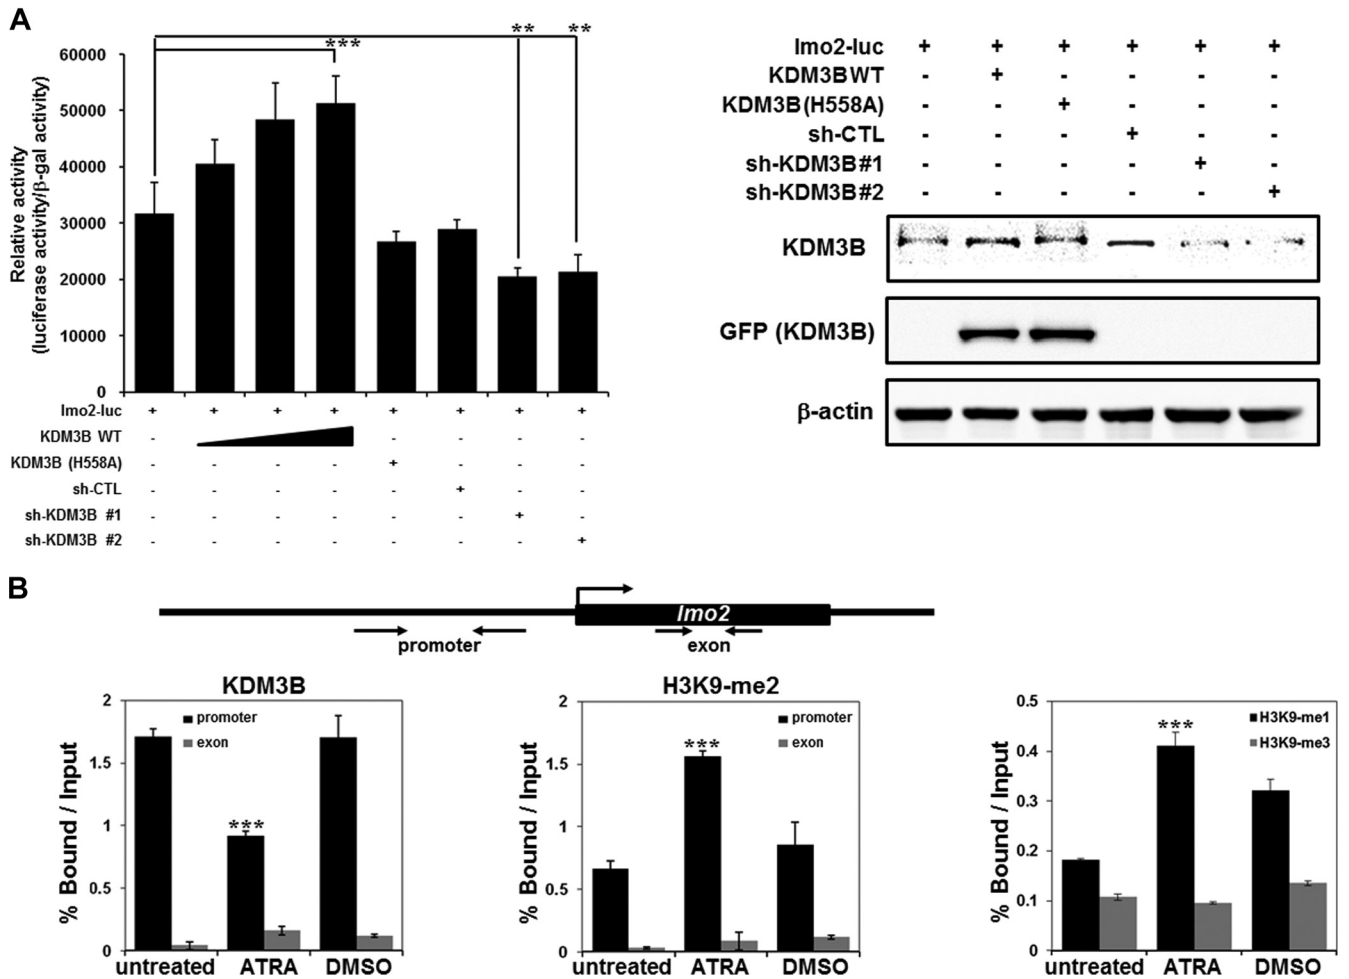 A
*** ** **
60000
50000
40000
30000
20000
10000
0
Relative activity
(luciferase activity/β-gal activity)
lmo2-luc + + + + + + + +
KDM3B WT - - - - -
KDM3B (H558A) - - - - + - - -
sh-CTL - - - - - + - -
sh-KDM3B #1 - - - - - - + -
sh-KDM3B #2 - - - - - - - +
lmo2-luc + + + + + +
KDM3BWT - + - - - -
KDM3B(H558A) - - + - - -
sh-CTL - - - + - -
sh-KDM3B#1 - - - - + -
sh-KDM3B#2 - - - - - +
KDM3B
GFP (KDM3B)
β-actin
B
lmo2
promoter exon
KDM3B
2
1.5
1
0.5
0
% Bound / Input
promoter
exon
***
untreated ATRA DMSO
H3K9-me2
2
1.5
1
0.5
0
% Bound / Input
promoter
exon
***
untreated ATRA DMSO
0.5
0.4
0.3
0.2
0.1
0
% Bound / Input
H3K9-me1
H3K9-me3
***
untreated ATRA DMSO